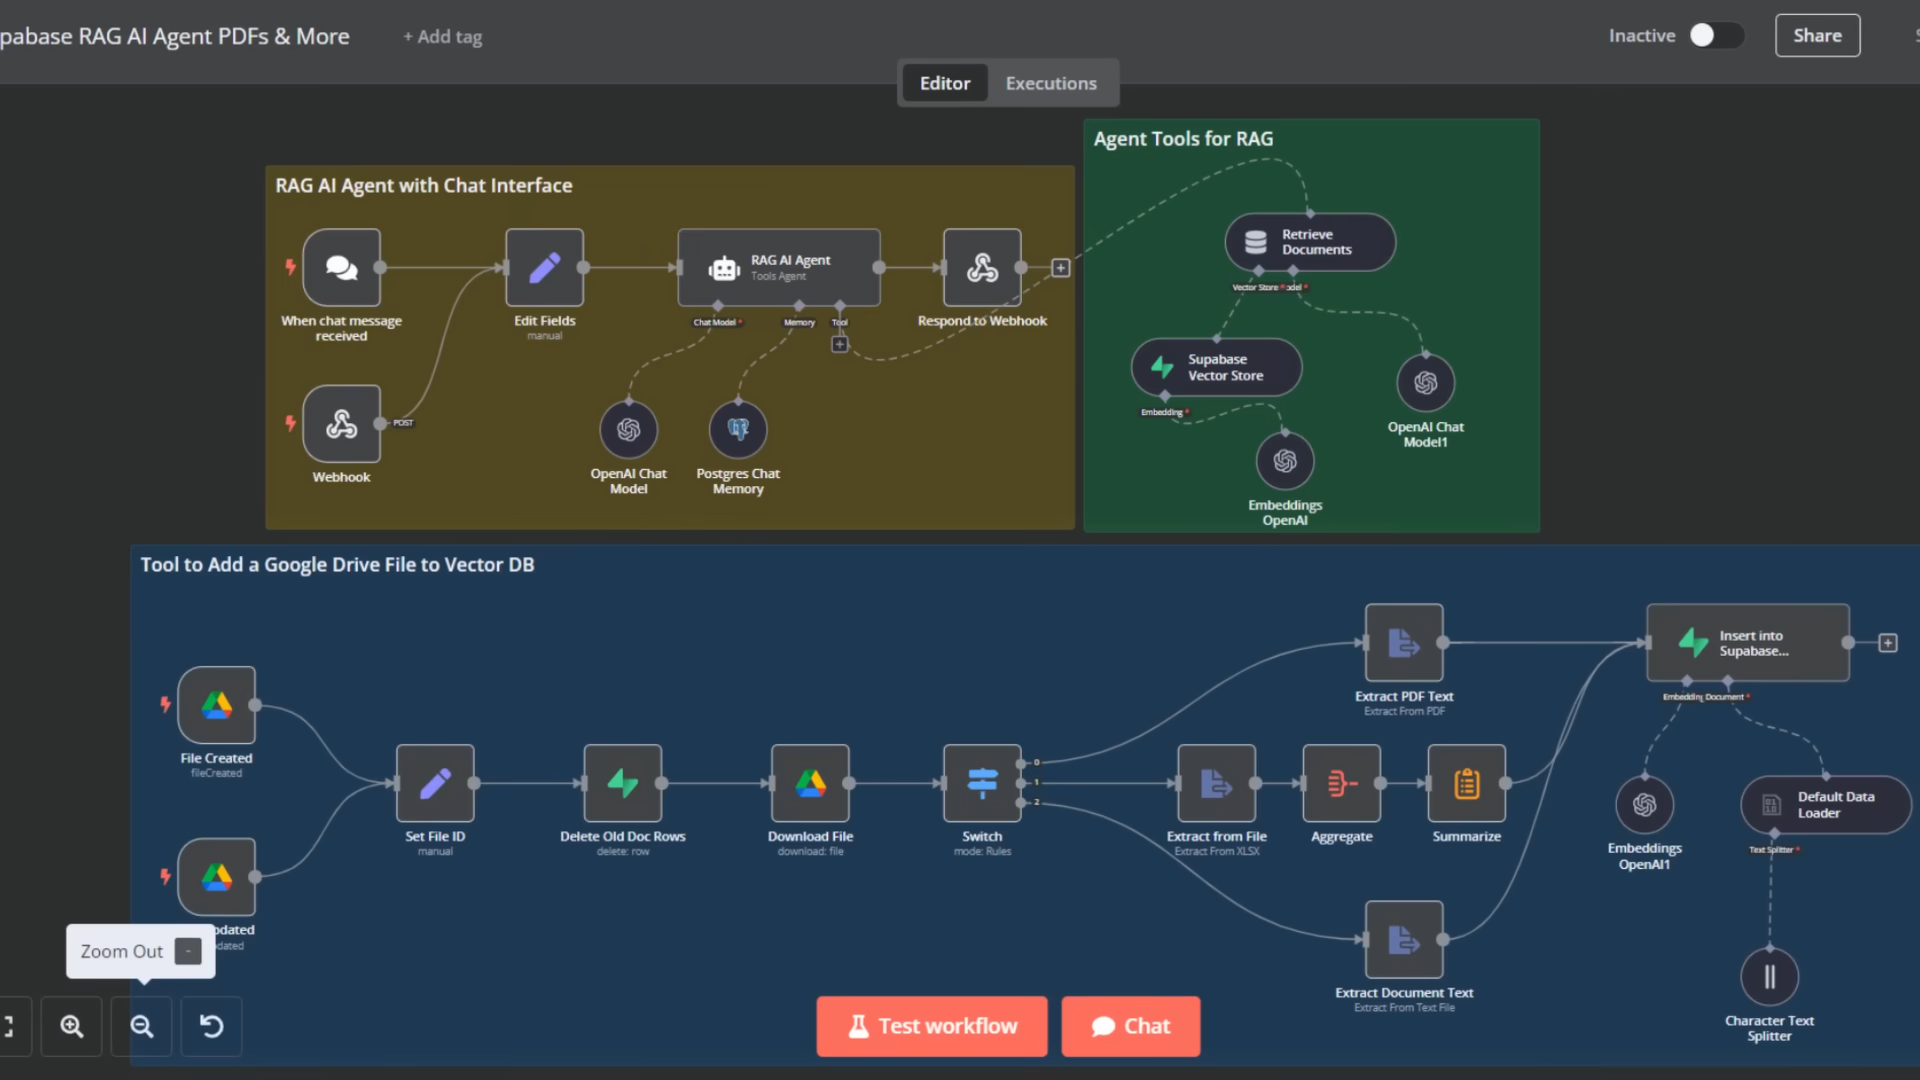 pabase RAG AI Agent PDFs & More
+ Add tag
Inactive
Share
Editor
Executions
RAG AI Agent with Chat Interface
When chat message
received
Edit Fields
manual
RAG AI Agent
Tools Agent
Chat Model
Memory
Tool
Respond to Webhook
POST
Webhook
OpenAI Chat
Model
Postgres Chat
Memory
Agent Tools for RAG
Retrieve
Documents
Vector Store
Supabase
Vector Store
Embedding
Embeddings
OpenAI
OpenAI Chat
Model1
Tool to Add a Google Drive File to Vector DB
File Created
fileCreated
pdated
dated
Set File ID
manual
Delete Old Doc Rows
delete: row
Download File
download: file
Switch
mode: Rules
0
1
2
Extract PDF Text
Extract From PDF
Extract from File
Extract From XLSX
Aggregate
Summarize
Extract Document Text
Extract From Text File
Insert into
Supabase...
Document
Embeddings
OpenAI1
Default Data
Loader
Text Splitter
Character Text
Splitter
Zoom Out
-
Test workflow
Chat